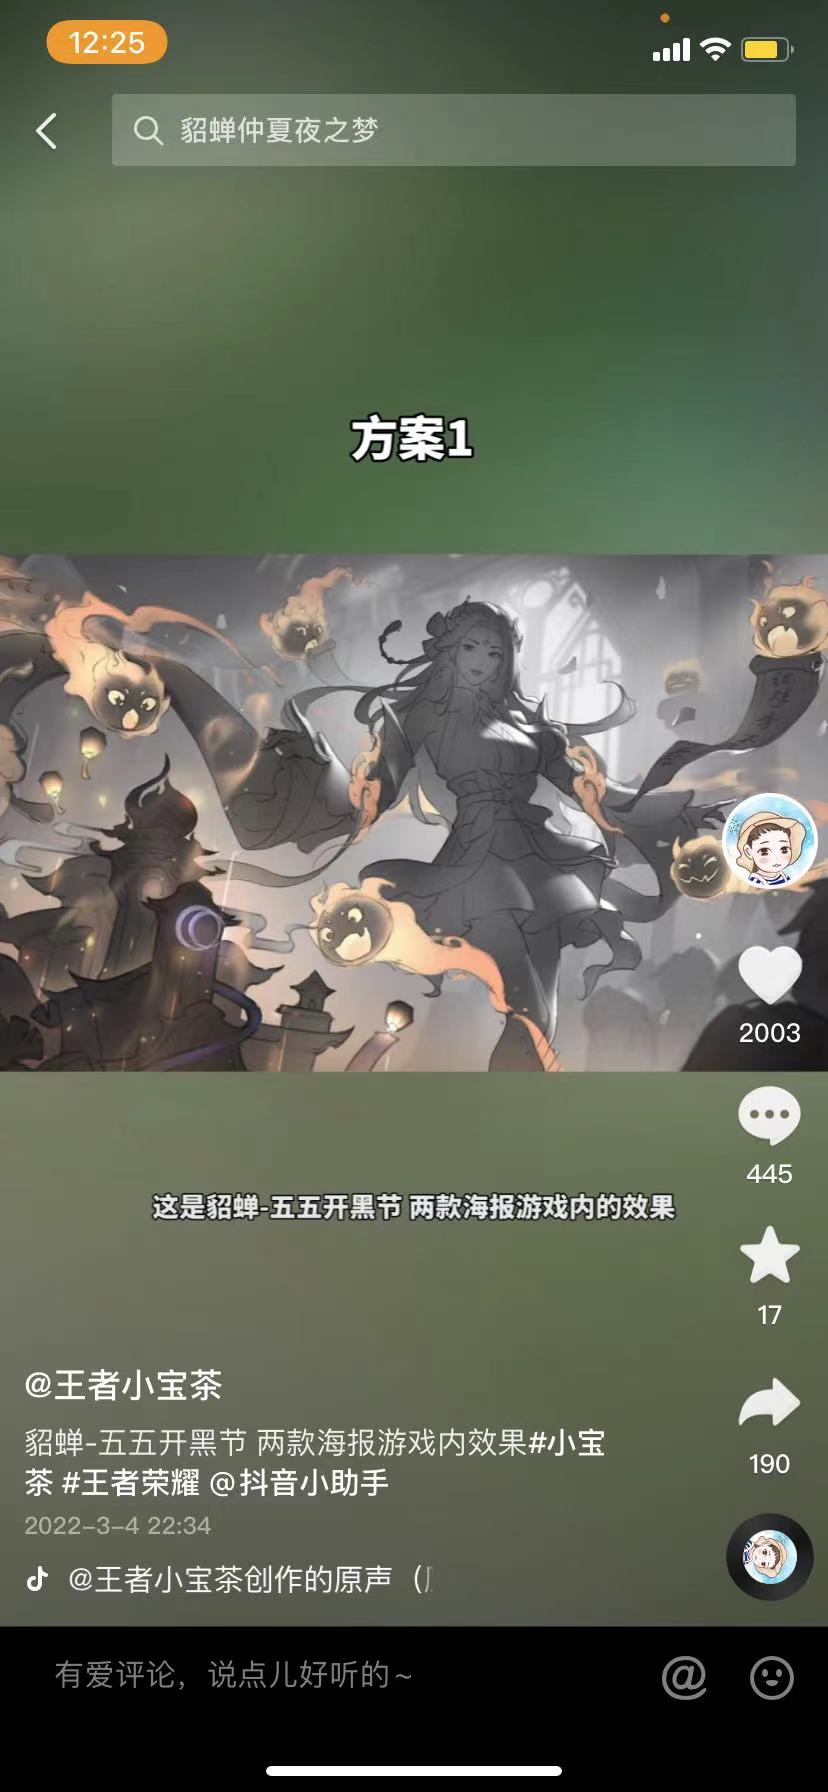 12:25
貂蝉仲夏夜之梦
方案1
2003
445
这是貂蝉-五五开黑节 两款海报游戏内的效果
17
@王者小宝茶
貂蝉-五五开黑节 两款海报游戏内效果#小宝
茶 #王者荣耀 @抖音小助手
190
2022-3-4 22:34
@王者小宝茶创作的原声（
有爱评论，说点儿好听的~